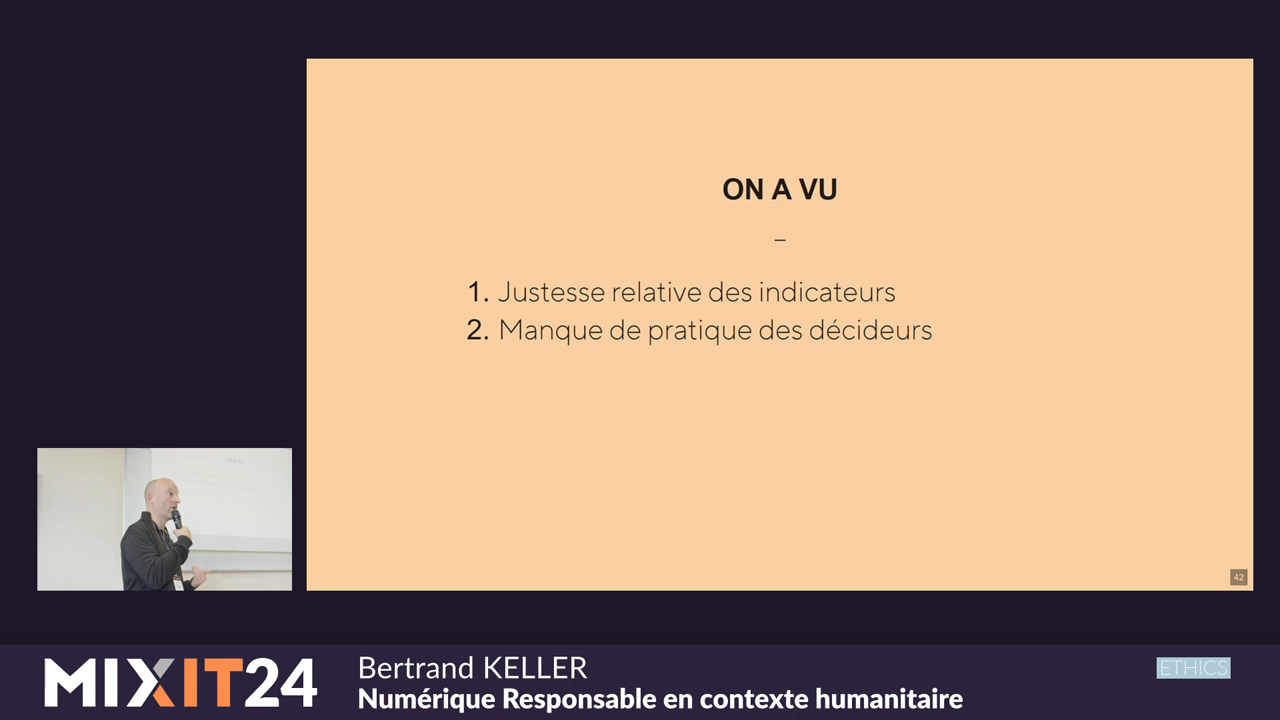 ON A VU
–
1. Justesse relative des indicateurs
2. Manque de pratique des décideurs
42
MIXIT24
Bertrand KELLER
Numérique Responsable en contexte humanitaire
ETHICS